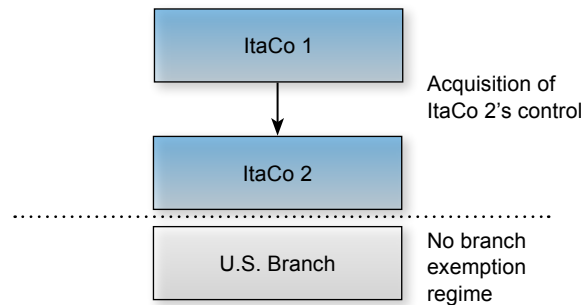 ItaCo 1
Acquisition of
ItaCo 2’s control
ItaCo 2
U.S. Branch
No branch
exemption
regime